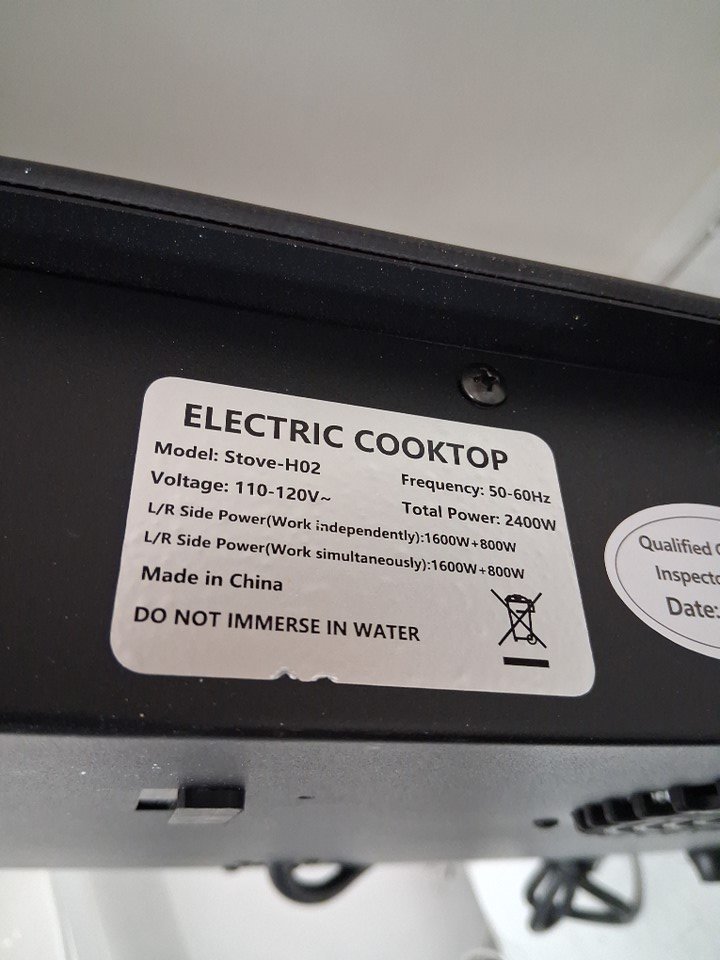 ELECTRIC COOKTOP
Model: Stove-H02
Frequency: 50-60Hz
Voltage: 110-120V~
Total Power: 2400W
L/R Side Power(Work independently):1600W+800W
L/R Side Power(Work simultaneously):1600W+800W
Made in China
DO NOT IMMERSE IN WATER
Qualified
Date: